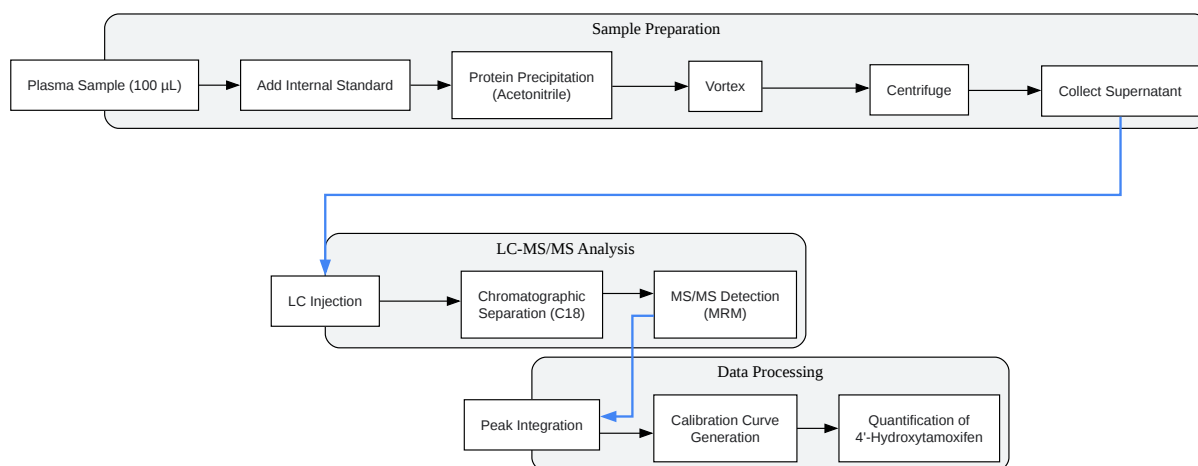 Sample Preparation
Plasma Sample (100 µL)
Add Internal Standard
Protein Precipitation
(Acetonitrile)
Vortex
Centrifuge
Collect Supernatant
LC-MS/MS Analysis
LC Injection
Chromatographic
Separation (C18)
MS/MS Detection
(MRM)
Data Processing
Peak Integration
Calibration Curve
Generation
Quantification of
4'-Hydroxytamoxifen